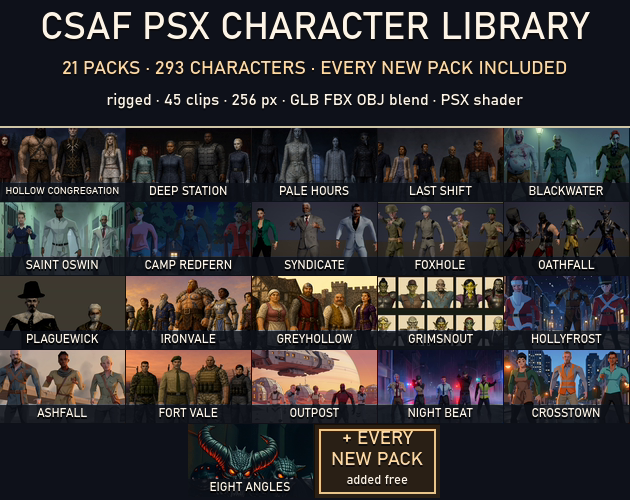 CSAF PSX CHARACTER LIBRARY
21 PACKS · 293 CHARACTERS · EVERY NEW PACK INCLUDED
rigged · 45 clips · 256 px · GLB FBX OBJ blend · PSX shader
HOLLOW CONGREGATION
DEEP STATION
PALE HOURS
LAST SHIFT
BLACKWATER
SAINT OSWIN
CAMP REDFERN
SYNDICATE
FOXHOLE
OATHFALL
PLAGUEWICK
IRONVALE
GREYHOLLOW
GRIMSNOUT
HOLLYFROST
ASHFALL
FORT VALE
OUTPOST
NIGHT BEAT
CROSSTOWN
EIGHT ANGLES
+ EVERY
NEW PACK
added free